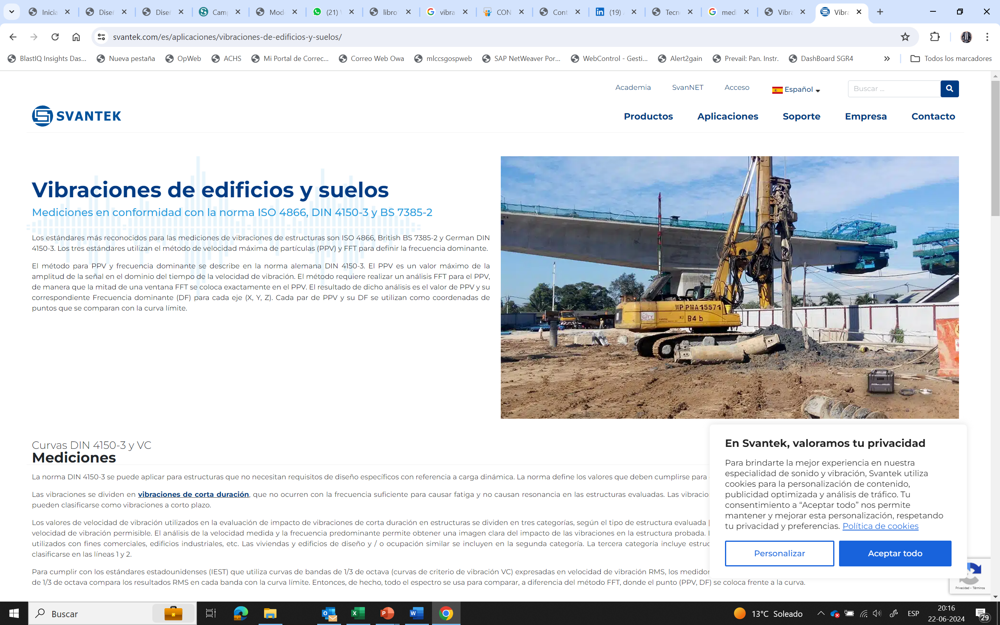 Inicia
Diseñ
Diseñ
Cam
Mod
(21)
libro
vibra
CON
Cont
(19)
Tecn
medi
Vibra
Vibra
svantek.com/es/aplicaciones/vibraciones-de-edificios-y-suelos/
BlastIQ Insights Das...
Nueva pestaña
OpWeb
ACHS
Mi Portal de Correc...
Correo Web Owa
mlccsgospweb
SAP NetWeaver Por...
WebControl - Gesti...
Alert2gain
Prevail: Pan. Instr.
DashBoard SGR4
Todos los marcadores
Academia
SvanNET
Acceso
Español
Buscar ...
SVANTEK
Productos
Aplicaciones
Soporte
Empresa
Contacto
Vibraciones de edificios y suelos
Mediciones en conformidad con la norma ISO 4866, DIN 4150-3 y BS 7385-2
Los estándares más reconocidos para las mediciones de vibraciones de estructuras son ISO 4866, British BS 7385-2 y German DIN
4150-3. Los tres estándares utilizan el método de velocidad máxima de partículas (PPV) y FFT para definir la frecuencia dominante.
El método para PPV y frecuencia dominante se describe en la norma alemana DIN 4150-3. El PPV es un valor máximo de la
amplitud de la señal en el dominio del tiempo de la velocidad de vibración. El método requiere realizar un análisis FFT para el PPV,
de manera que la mitad de una ventana FFT se coloca exactamente en el PPV. El resultado de dicho análisis es el valor de PPV y su
correspondiente Frecuencia dominante (DF) para cada eje (X, Y, Z). Cada par de PPV y su DF se utilizan como coordenadas de
puntos que se comparan con la curva límite.
WP PMA15571
B4 b
Curvas DIN 4150-3 y VC
Mediciones
La norma DIN 4150-3 se puede aplicar para estructuras que no necesitan requisitos de diseño específicos con referencia a carga dinámica. La norma define los valores que deben cumplirse para
Las vibraciones se dividen en vibraciones de corta duración, que no ocurren con la frecuencia suficiente para causar fatiga y no causan resonancia en las estructuras evaluadas. Las vibracio
pueden clasificarse como vibraciones a corto plazo.
Los valores de velocidad de vibración utilizados en la evaluación de impacto de vibraciones de corta duración en estructuras se dividen en tres categorías, según el tipo de estructura evaluada
velocidad de vibración permisible. El análisis de la velocidad medida y la frecuencia predominante permite obtener una imagen clara del impacto de las vibraciones en la estructura probada.
utilizados con fines comerciales, edificios industriales, etc. Las viviendas y edificios de diseño y / o ocupación similar se incluyen en la segunda categoría. La tercera categoría incluye estruc
clasificarse en las líneas 1 y 2.
Para cumplir con los estándares estadounidenses (IEST) que utiliza curvas de bandas de 1/3 de octava (curvas de criterio de vibración VC) expresadas en velocidad de vibración RMS, los medidor
de 1/3 de octava compara los resultados RMS en cada banda con la curva límite. Entonces, de hecho, todo el espectro se usa para comparar, a diferencia del método FFT, donde el punto (PPV, DF) se coloca frente a la curva.
En Svantek, valoramos tu privacidad
Para brindarte la mejor experiencia en nuestra
especialidad de sonido y vibración, Svantek utiliza
cookies para la personalización de contenido,
publicidad optimizada y análisis de tráfico. Tu
consentimiento a “Aceptar todo” nos permite
mantener y mejorar esta personalización, respetando
tu privacidad y preferencias. Política de cookies
Personalizar
Aceptar todo
Privacidad - Términos
Buscar
13°C Soleado
ESP
20:16
22-06-2024
29